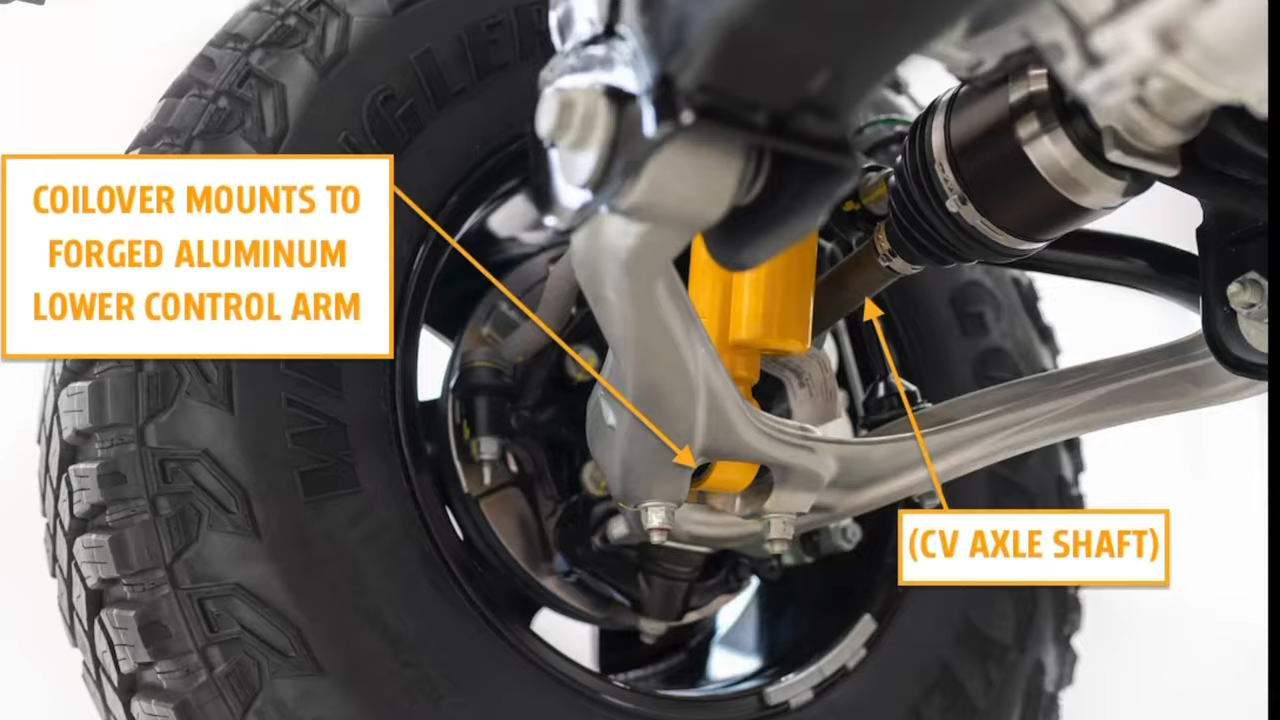 COILOVER MOUNTS TO
FORGED ALUMINUM
LOWER CONTROL ARM
(CV AXLE SHAFT)